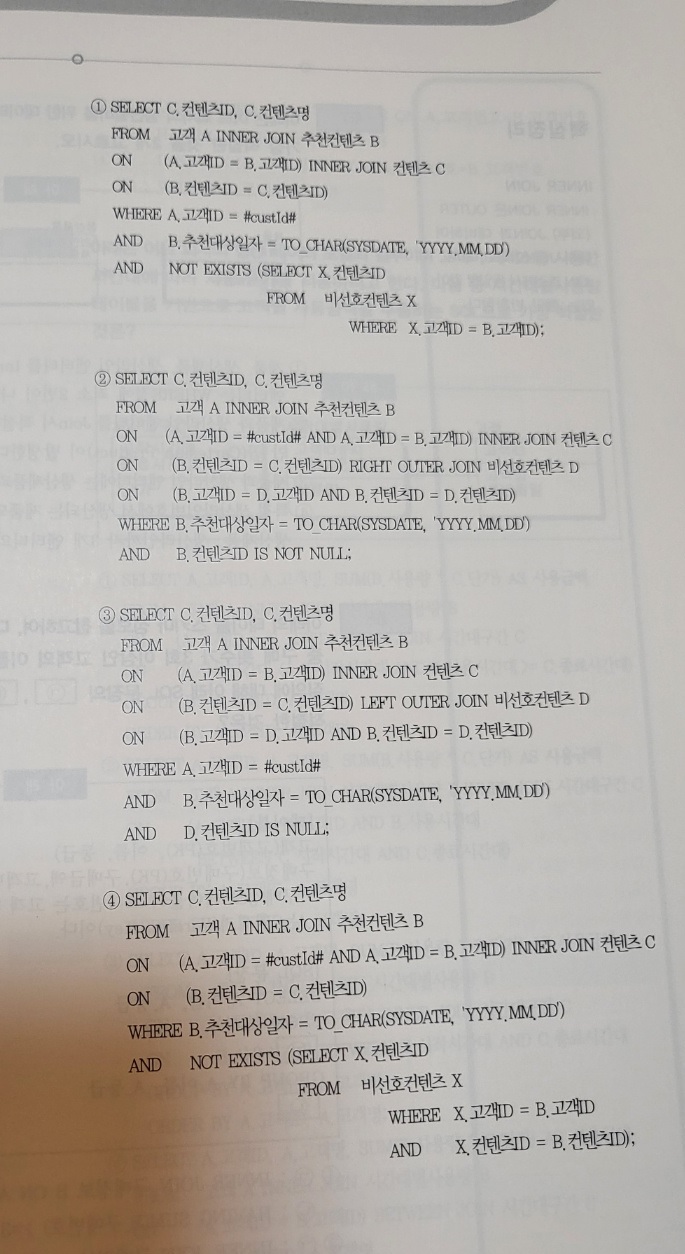 ① SELECT C.컨텐츠ID, C.컨텐츠명
FROM 고객 A INNER JOIN 추천컨텐츠 B
ON (A.고객ID = B.고객ID) INNER JOIN 컨텐츠 C
ON (B.컨텐츠ID = C.컨텐츠ID)
WHERE A.고객ID = #custId#
AND B.추천대상일자 = TO_CHAR(SYSDATE, 'YYYY.MM.DD')
AND NOT EXISTS (SELECT X.컨텐츠ID
FROM 비선호컨텐츠 X
WHERE X.고객ID = B.고객ID);
② SELECT C.컨텐츠ID, C.컨텐츠명
FROM 고객 A INNER JOIN 추천컨텐츠 B
ON (A.고객ID = #custId# AND A.고객ID = B.고객ID) INNER JOIN 컨텐츠 C
ON (B.컨텐츠ID = C.컨텐츠ID) RIGHT OUTER JOIN 비선호컨텐츠 D
ON (B.고객ID = D.고객ID AND B.컨텐츠ID = D.컨텐츠ID)
WHERE B.추천대상일자 = TO_CHAR(SYSDATE, 'YYYY.MM.DD')
AND B.컨텐츠ID IS NOT NULL;
③ SELECT C.컨텐츠ID, C.컨텐츠명
FROM 고객 A INNER JOIN 추천컨텐츠 B
ON (A.고객ID = B.고객ID) INNER JOIN 컨텐츠 C
ON (B.컨텐츠ID = C.컨텐츠ID) LEFT OUTER JOIN 비선호컨텐츠 D
ON (B.고객ID = D.고객ID AND B.컨텐츠ID = D.컨텐츠ID)
WHERE A.고객ID = #custId#
AND B.추천대상일자 = TO_CHAR(SYSDATE, 'YYYY.MM.DD')
AND D.컨텐츠ID IS NULL;
④ SELECT C.컨텐츠ID, C.컨텐츠명
FROM 고객 A INNER JOIN 추천컨텐츠 B
ON (A.고객ID = #custId# AND A.고객ID = B.고객ID) INNER JOIN 컨텐츠 C
ON (B.컨텐츠ID = C.컨텐츠ID)
WHERE B.추천대상일자 = TO_CHAR(SYSDATE, 'YYYY.MM.DD')
AND NOT EXISTS (SELECT X.컨텐츠ID
FROM 비선호컨텐츠 X
WHERE X.고객ID = B.고객ID
AND X.컨텐츠ID = B.컨텐츠ID);